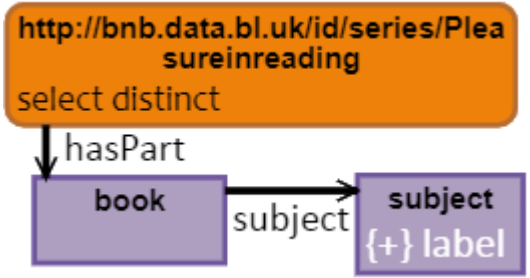 http://bnb.data.bl.uk/id/series/Plea
sureinreading
select distinct
hasPart
book
subject
subject
{+} label